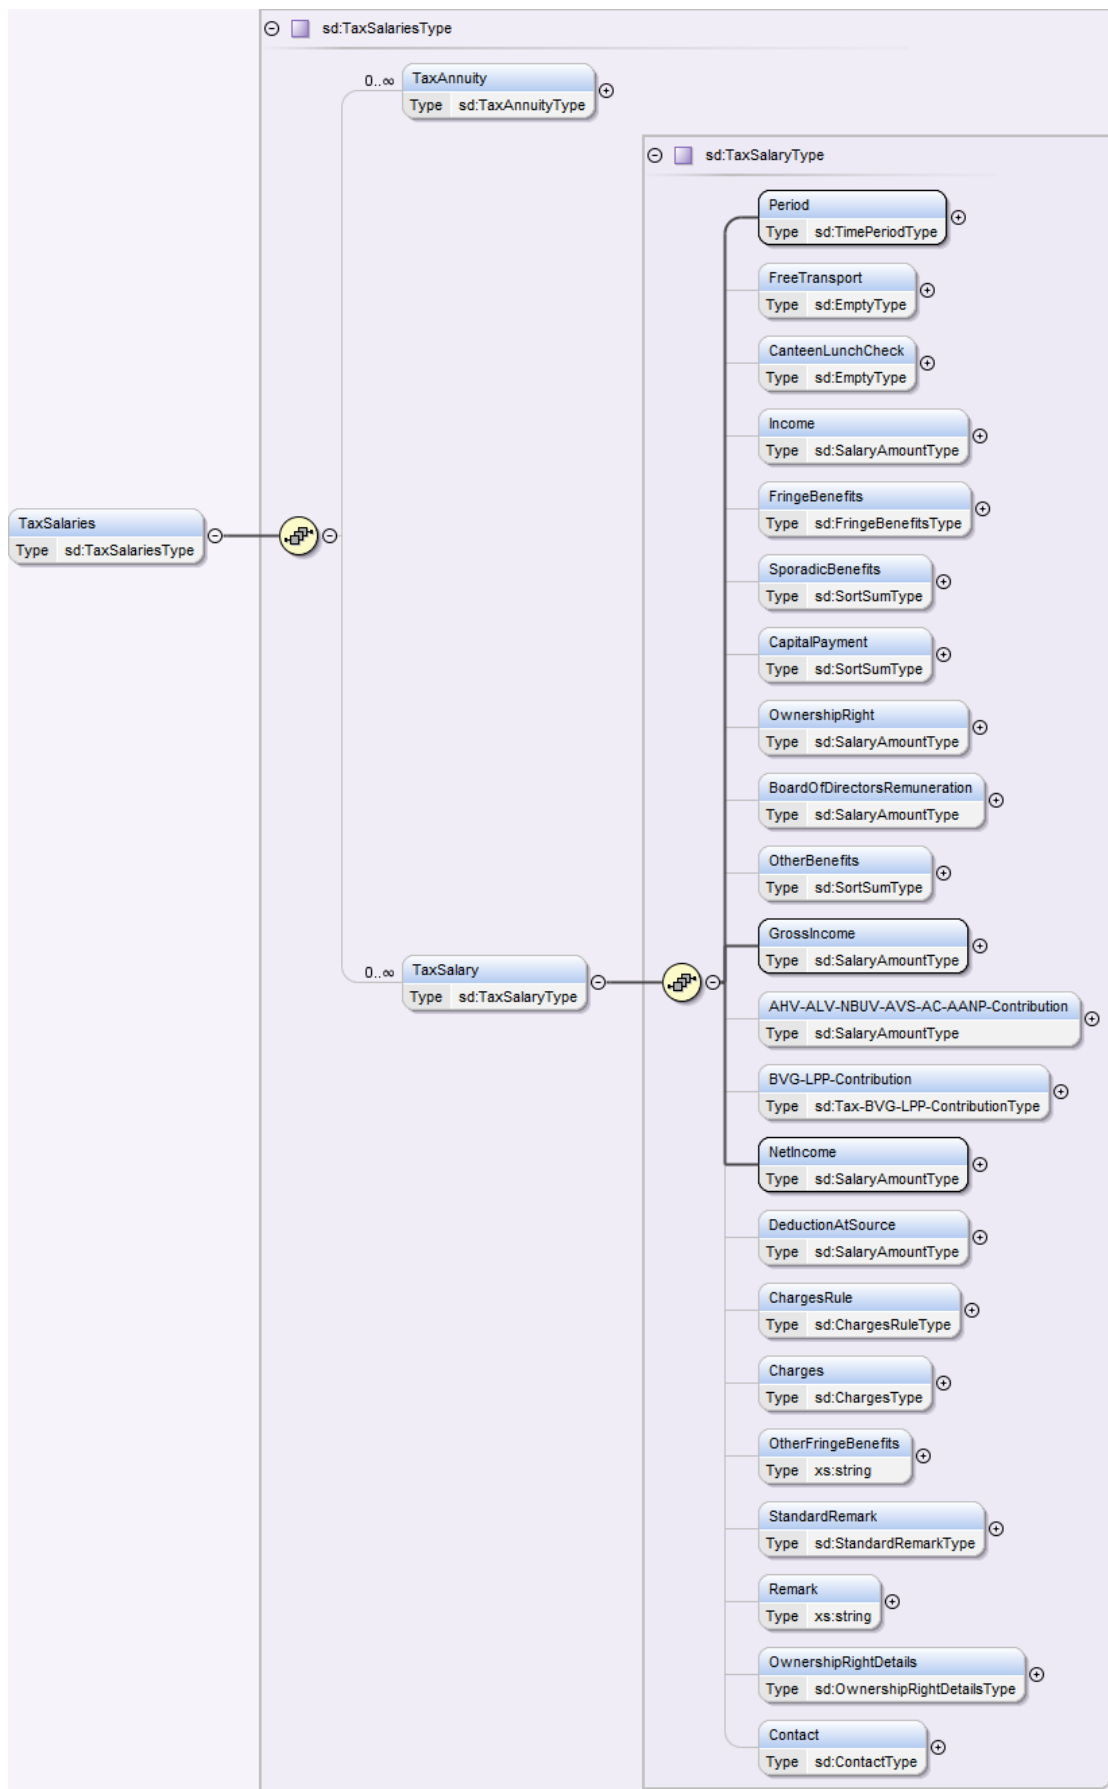 sd:TaxSalariesType
0..∞
TaxAnnuity
Type sd:TaxAnnuityType
sd:TaxSalaryType
Period
Type sd:TimePeriodType
FreeTransport
Type sd:EmptyType
CanteenLunchCheck
Type sd:EmptyType
Income
Type sd:SalaryAmountType
FringeBenefits
Type sd:FringeBenefitsType
TaxSalaries
Type sd:TaxSalariesType
SporadicBenefits
Type sd:SortSumType
CapitalPayment
Type sd:SortSumType
OwnershipRight
Type sd:SalaryAmountType
BoardOfDirectorsRemuneration
Type sd:SalaryAmountType
OtherBenefits
Type sd:SortSumType
GrossIncome
Type sd:SalaryAmountType
0..∞
TaxSalary
Type sd:TaxSalaryType
AHV-ALV-NBUV-AVS-AC-AANP-Contribution
Type sd:SalaryAmountType
BVG-LPP-Contribution
Type sd:Tax-BVG-LPP-ContributionType
NetIncome
Type sd:SalaryAmountType
DeductionAtSource
Type sd:SalaryAmountType
ChargesRule
Type sd:ChargesRuleType
Charges
Type sd:ChargesType
OtherFringeBenefits
Type xs:string
StandardRemark
Type sd:StandardRemarkType
Remark
Type xs:string
OwnershipRightDetails
Type sd:OwnershipRightDetailsType
Contact
Type sd:ContactType